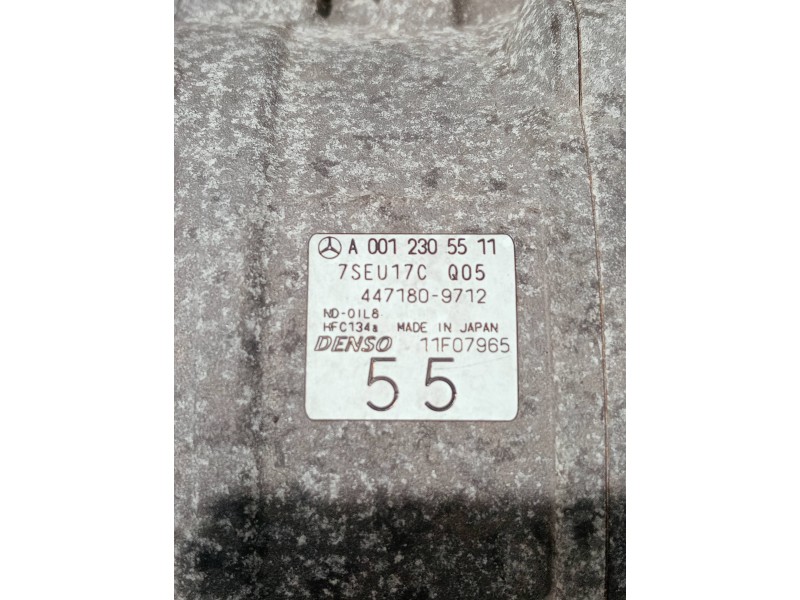 A 001 230 55 11
7SEU17C Q05
447180-9712
ND-OIL8
HFC134a MADE IN JAPAN
DENSO 11F07965
55